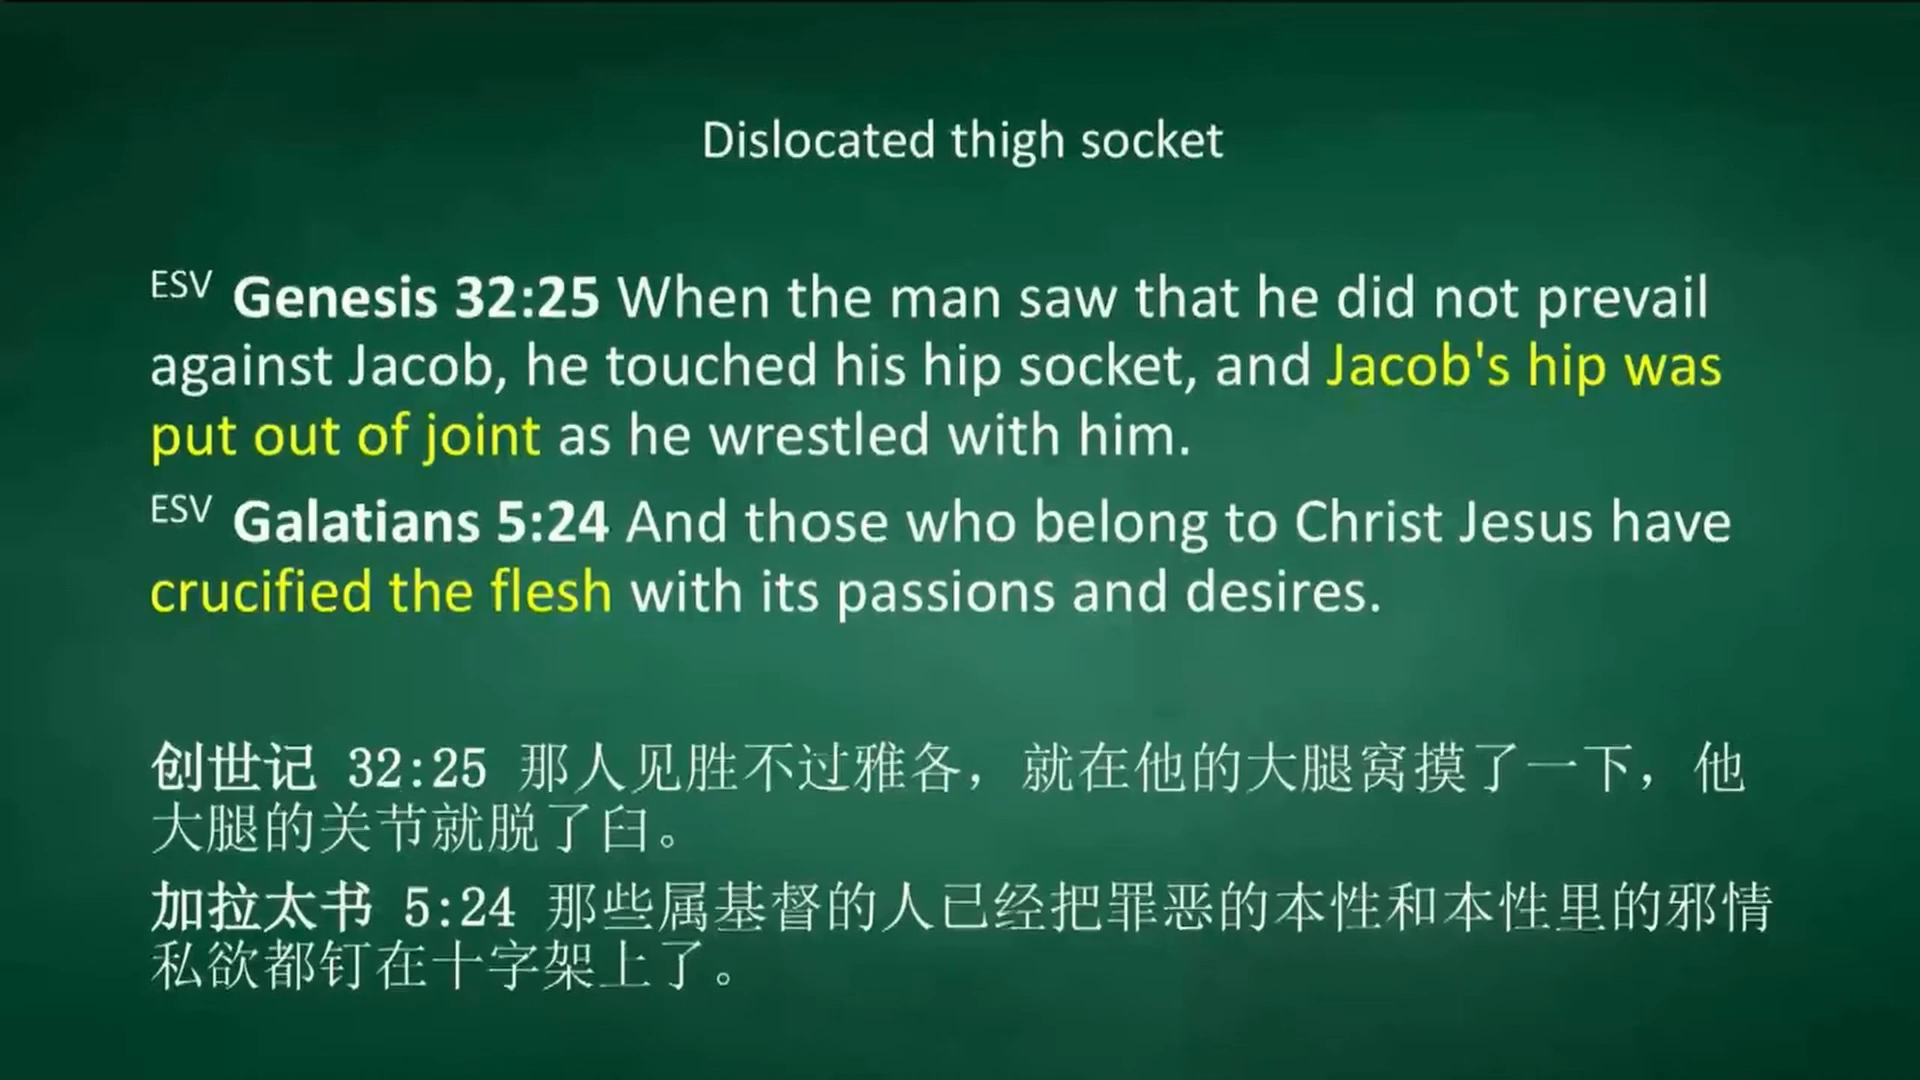 Dislocated thigh socket
ESV Genesis 32:25 When the man saw that he did not prevail
against Jacob, he touched his hip socket, and Jacob's hip was
put out of joint as he wrestled with him.
ESV Galatians 5:24 And those who belong to Christ Jesus have
crucified the flesh with its passions and desires.
创世记 32:25 那人见胜不过雅各，就在他的大腿窝摸了一下，他
大腿的关节就脱了臼。
加拉太书 5:24 那些属基督的人已经把罪恶的本性和本性里的邪情
私欲都钉在十字架上了。